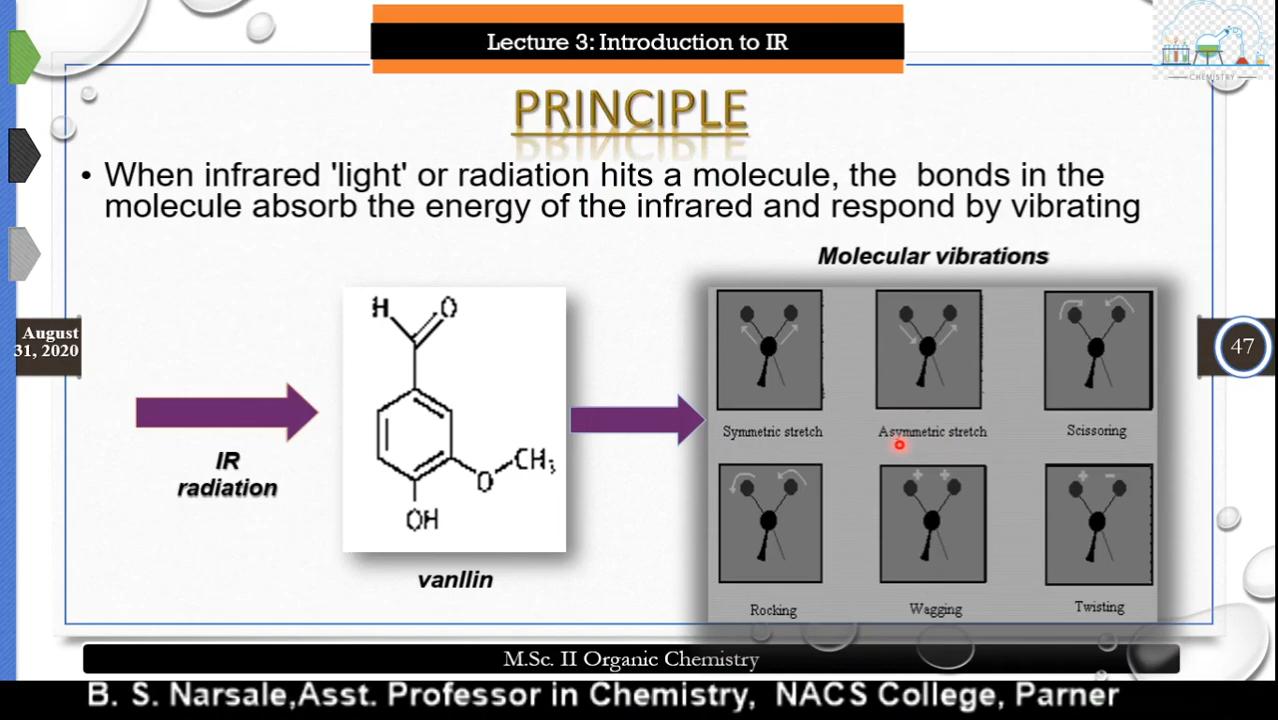 Lecture 3: Introduction to IR
CHEMISTRY
PRINCIPLE
• When infrared 'light' or radiation hits a molecule, the bonds in the
molecule absorb the energy of the infrared and respond by vibrating
Molecular vibrations
August
31, 2020
47
H
O
CH3
O
OH
IR
radiation
vanllin
Symmetric stretch
Asymmetric stretch
Scissoring
+ +
+ -
Rocking
Wagging
Twisting
M.Sc. II Organic Chemistry
B. S. Narsale,Asst. Professor in Chemistry, NACS College, Parner